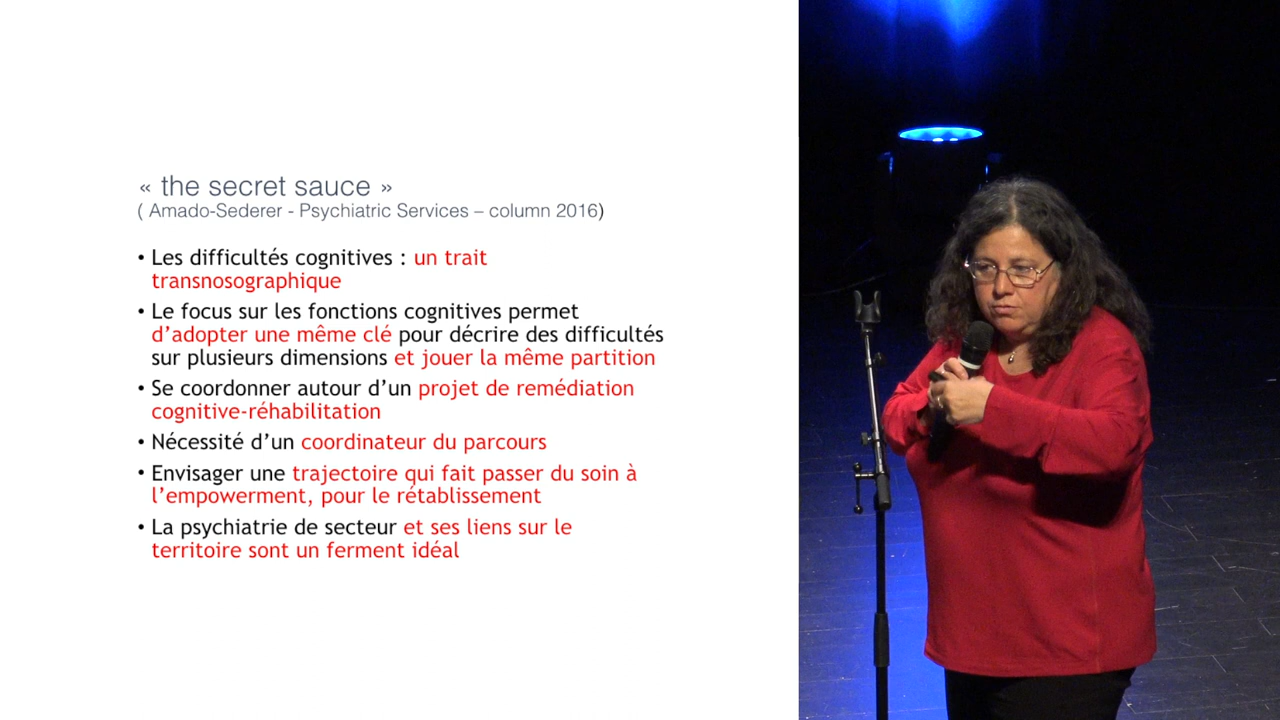 « the secret sauce »
( Amado-Sederer - Psychiatric Services – column 2016)
• Les difficultés cognitives : un trait
transnosographique
• Le focus sur les fonctions cognitives permet
d’adopter une même clé pour décrire des difficultés
sur plusieurs dimensions et jouer la même partition
• Se coordonner autour d’un projet de remédiation
cognitive-réhabilitation
• Nécessité d’un coordinateur du parcours
• Envisager une trajectoire qui fait passer du soin à
l’empowerment, pour le rétablissement
• La psychiatrie de secteur et ses liens sur le
territoire sont un ferment idéal